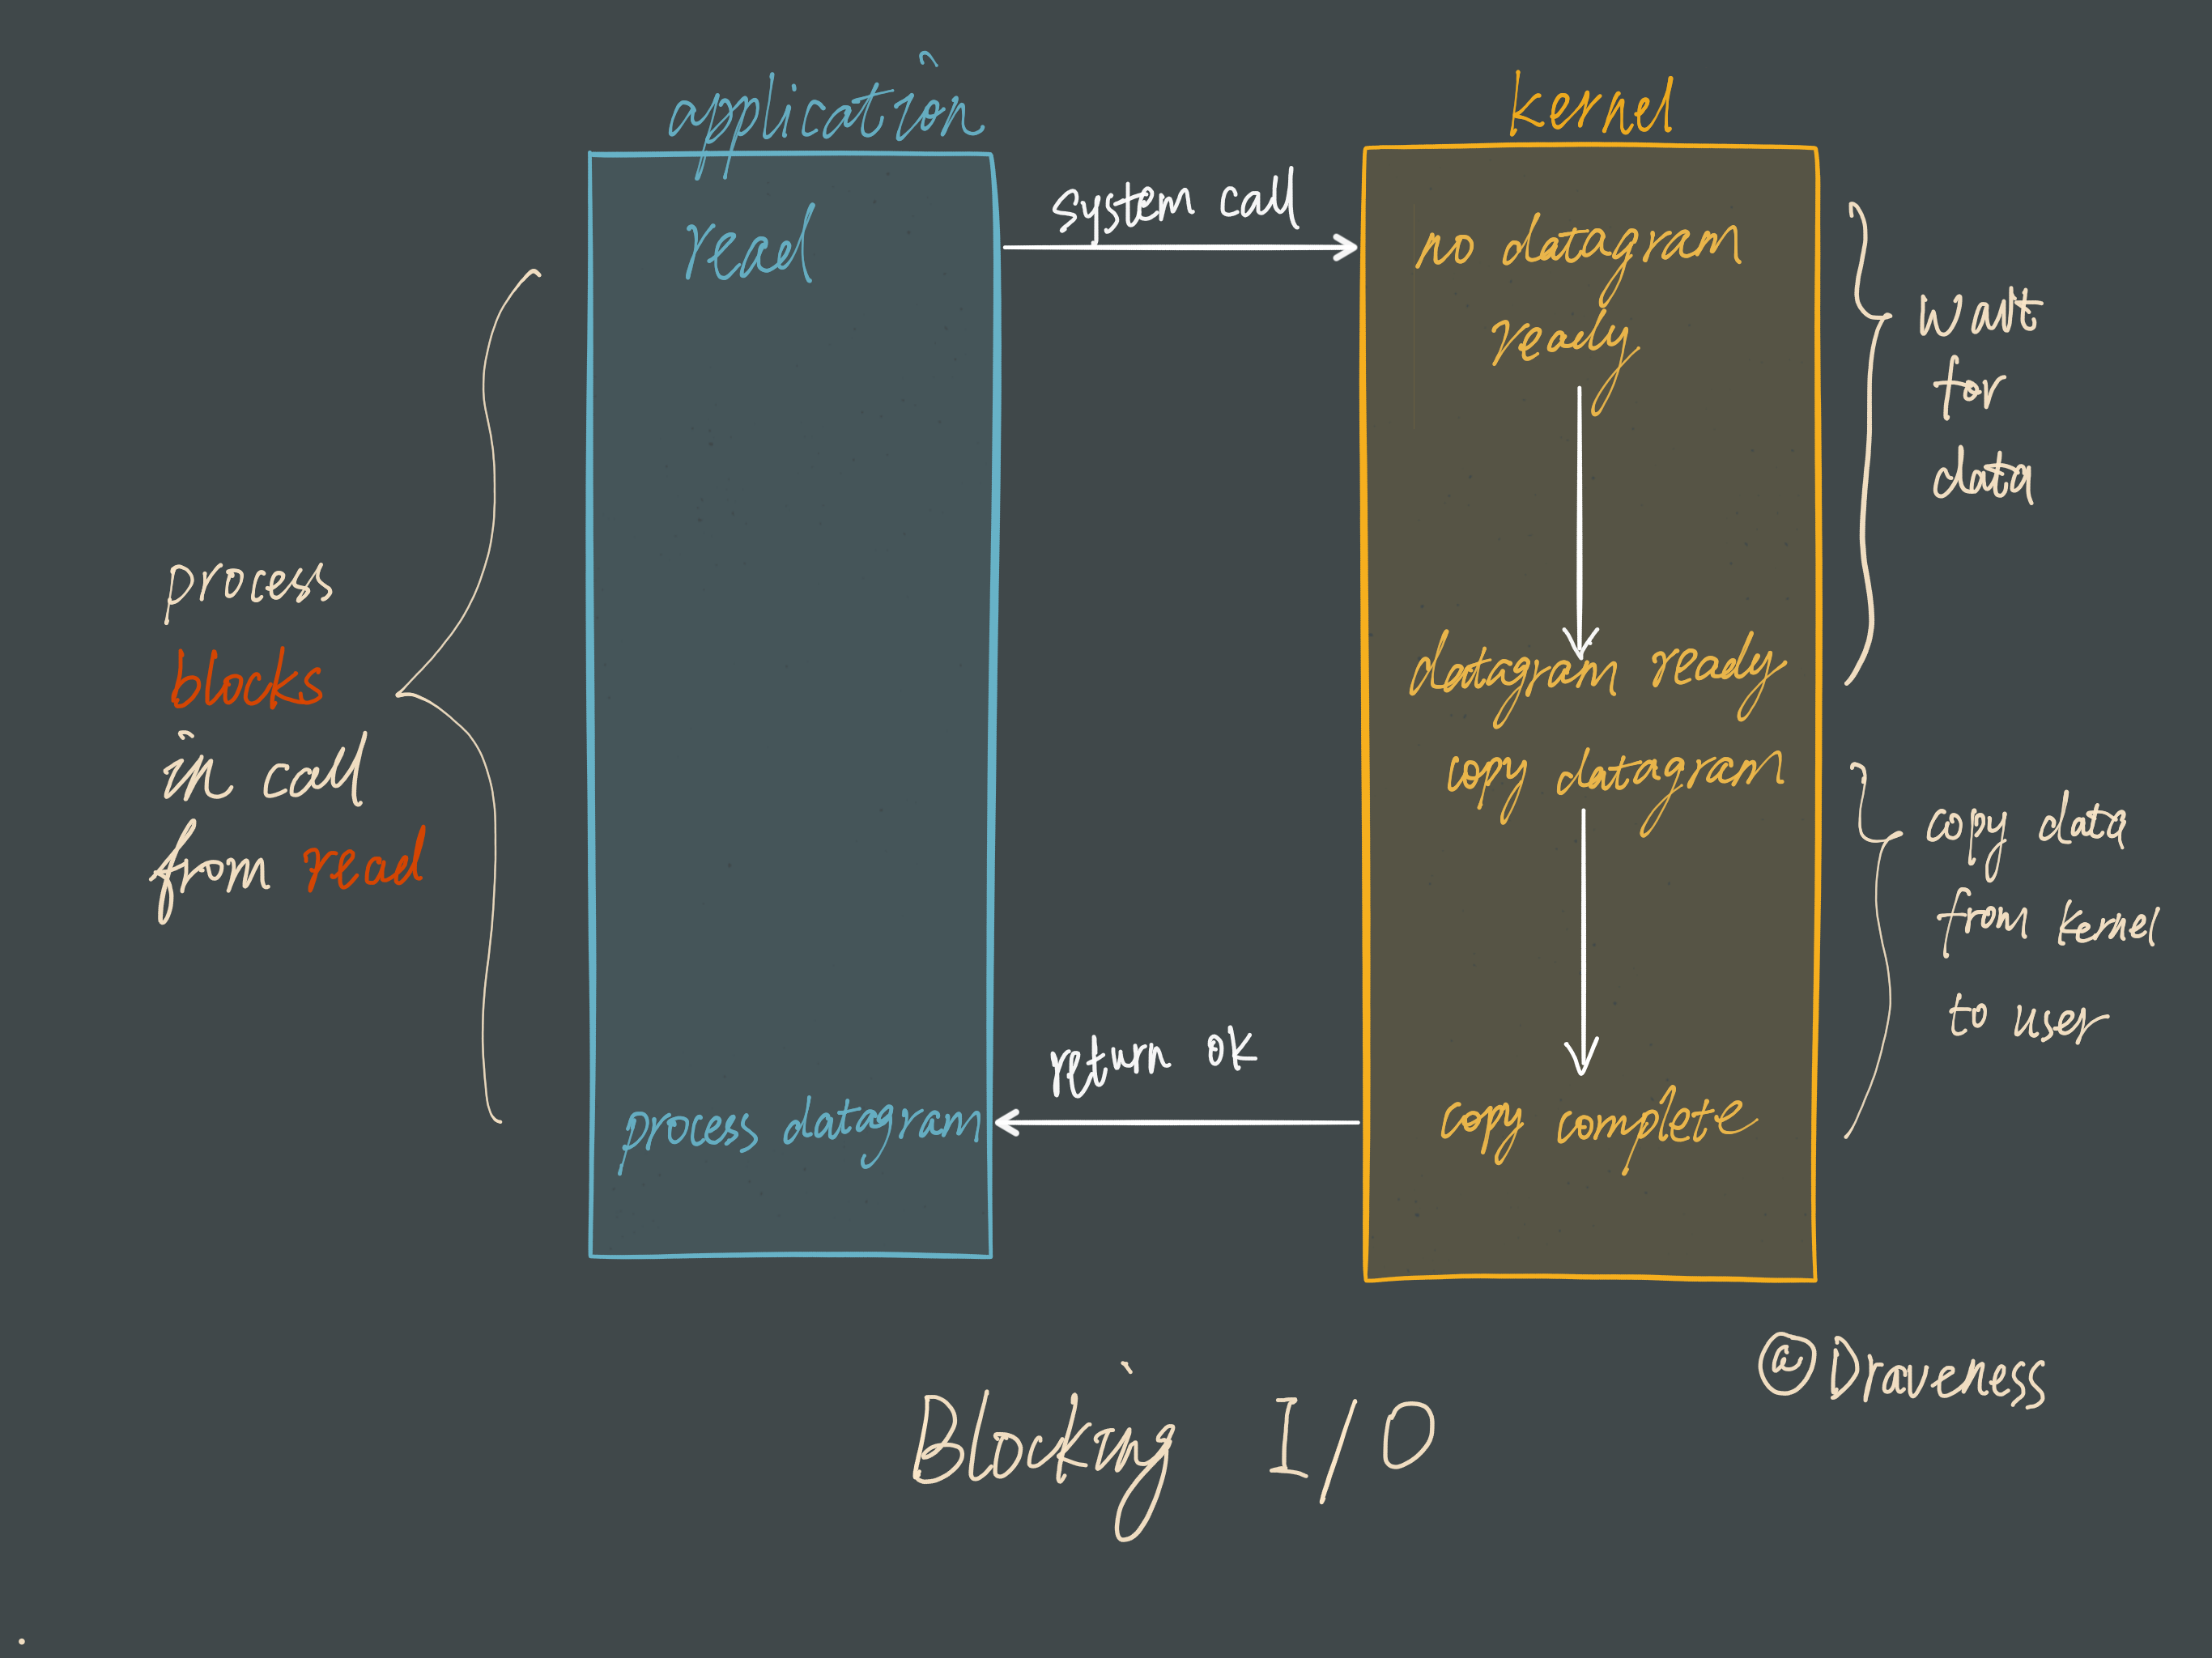 application
kernel
read
system call
no datagram
ready
wait
for
data
process
blocks
in call
from read
datagram ready
copy datagram
copy data
from kernel
to user
return ok
process datagram
copy complete
©Draveness
Blocking I/O